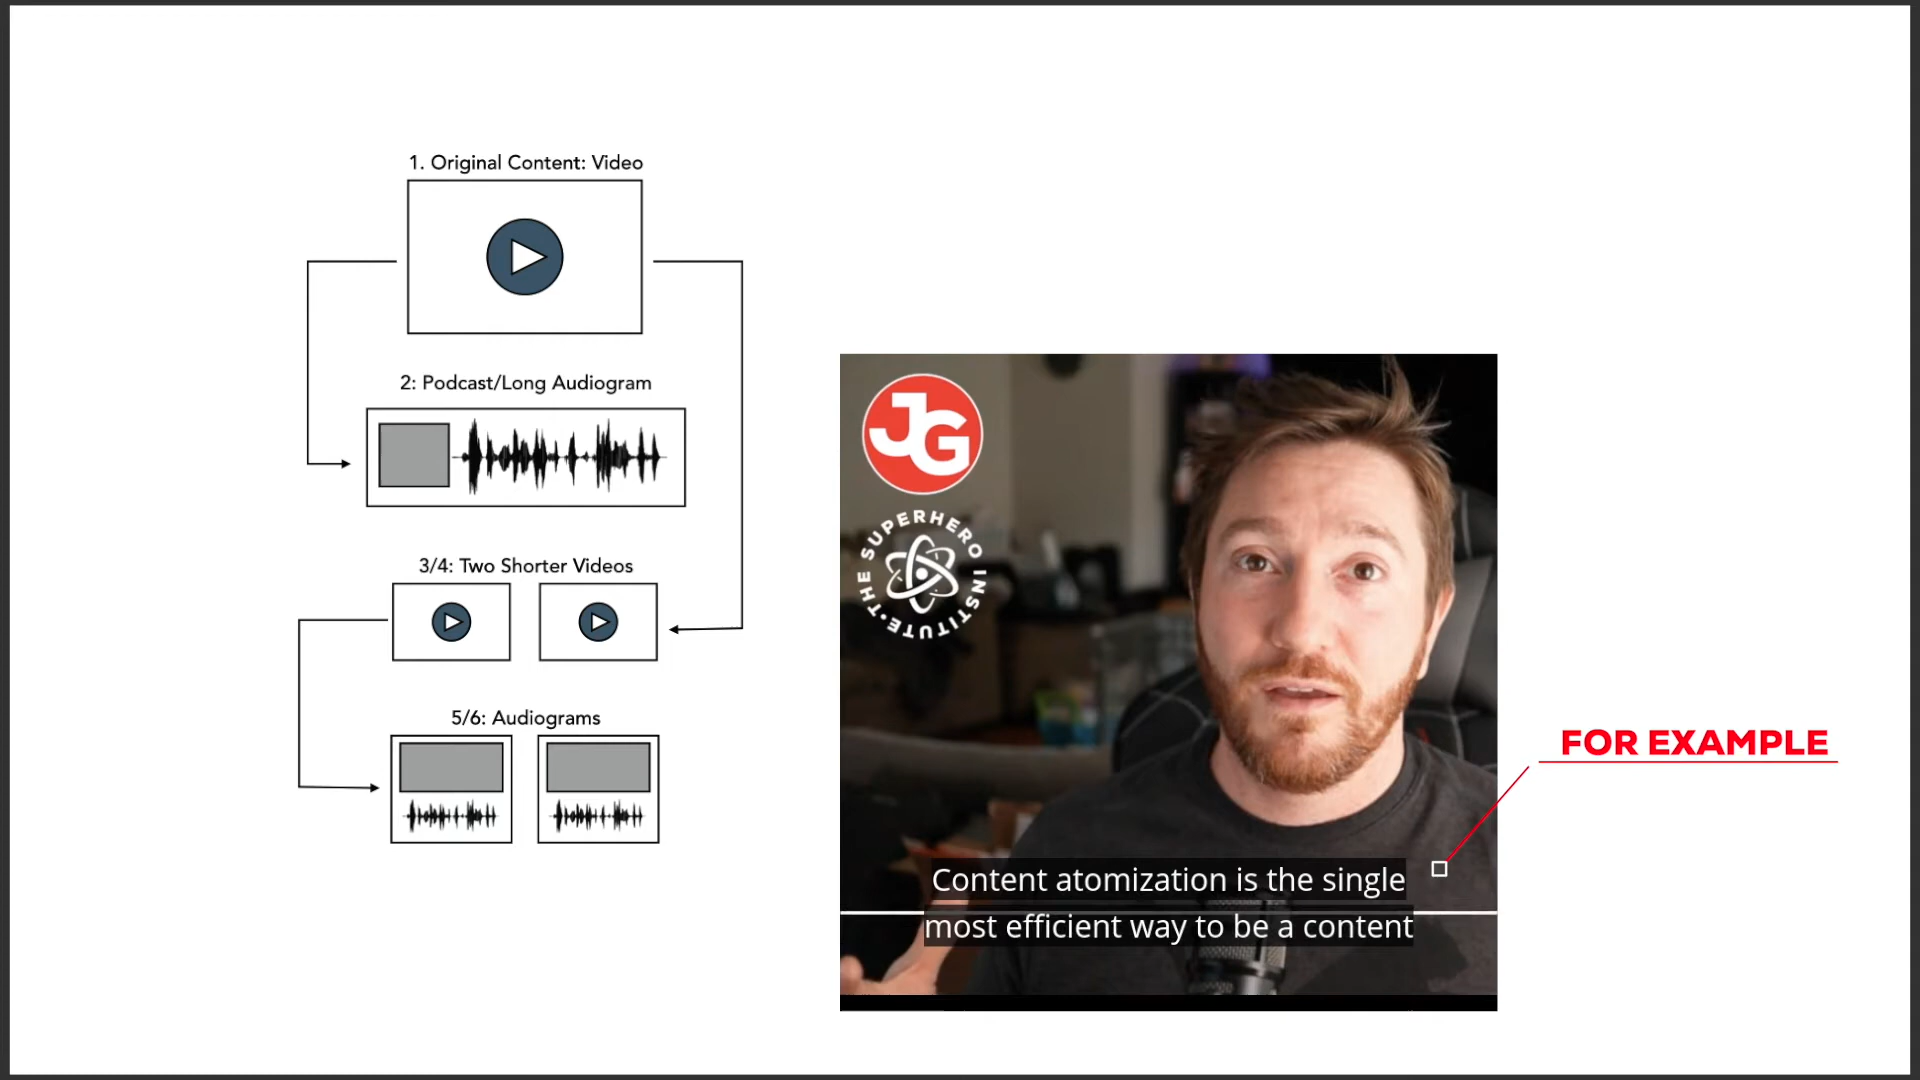 1. Original Content: Video
2: Podcast/Long Audiogram
3/4: Two Shorter Videos
5/6: Audiograms
JG
THE SUPERHERO INSTITUTE•
Content atomization is the single
most efficient way to be a content
FOR EXAMPLE